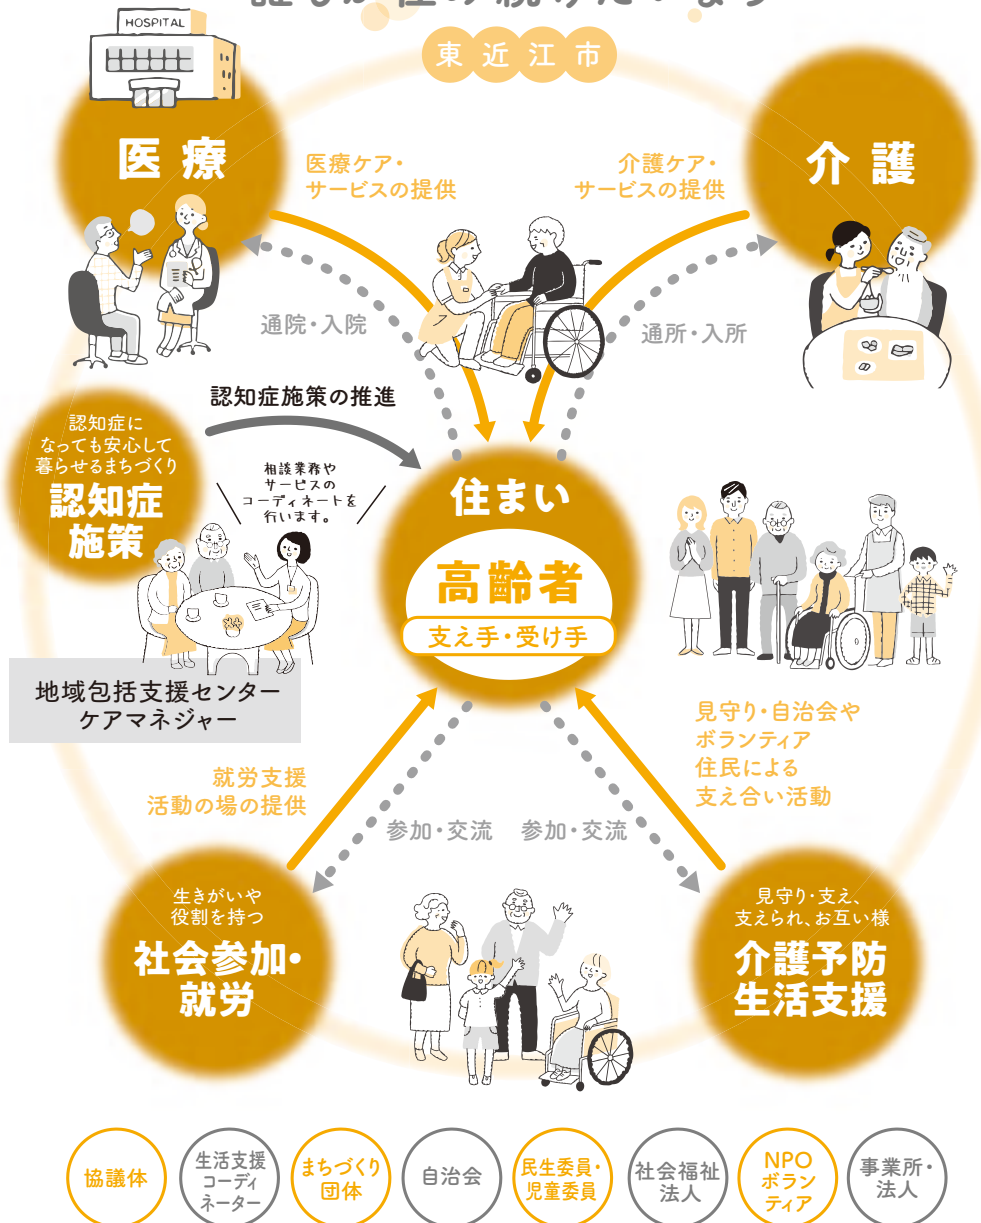 誰もが住み続けたいまち
東近江市
HOSPITAL
医療
介護
医療ケア・
サービスの提供
介護ケア・
サービスの提供
通院・入院
通所・入所
認知症施策の推進
認知症に
なっても安心して
暮らせるまちづくり
認知症
施策
相談業務や
サービスの
コーディネートを
行います。
住まい
高齢者
支え手・受け手
地域包括支援センター
ケアマネジャー
見守り・自治会や
ボランティア
住民による
支え合い活動
就労支援
活動の場の提供
参加・交流
参加・交流
生きがいや
役割を持つ
社会参加・
就労
見守り・支え、
支えられ、お互い様
介護予防
生活支援
協議体
生活支援
コーディ
ネーター
まちづくり
団体
自治会
民生委員・
児童委員
社会福祉
法人
NPO
ボラン
ティア
事業所・
法人